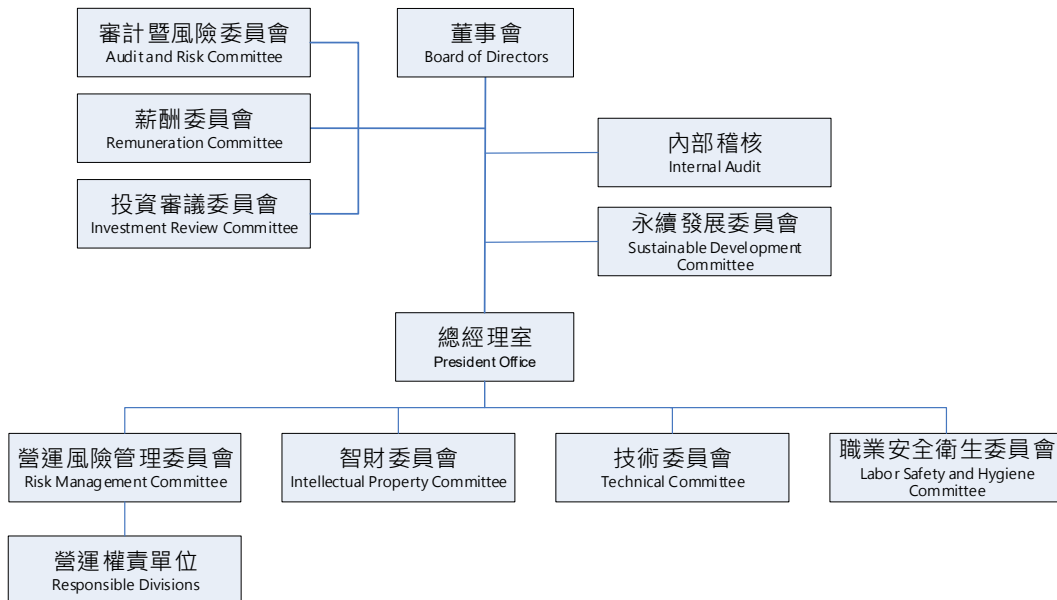 審計暨風險委員會
Audit and Risk Committee
董事會
Board of Directors
薪酬委員會
Remuneration Committee
內部稽核
Internal Audit
投資審議委員會
Investment Review Committee
永續發展委員會
Sustainable Development
Committee
總經理室
President Office
營運風險管理委員會
Risk Management Committee
智財委員會
Intellectual Property Committee
技術委員會
Technical Committee
職業安全衛生委員會
Labor Safety and Hygiene
Committee
營運權責單位
Responsible Divisions